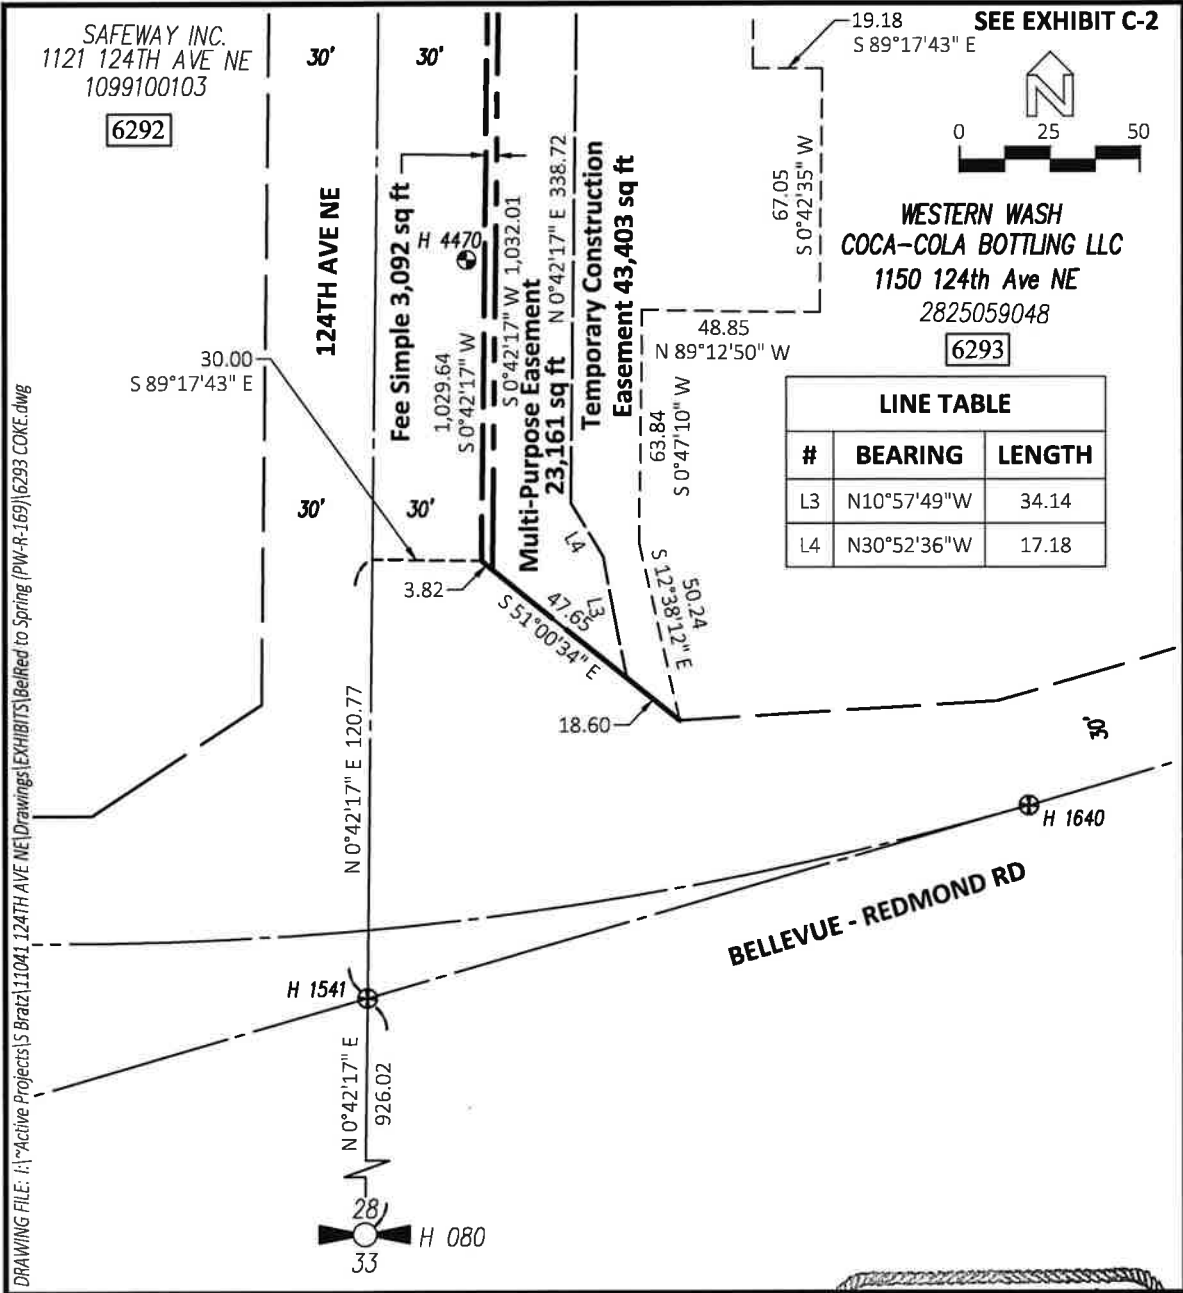 SAFEWAY INC.
1121 124TH AVE NE
1099100103
6292
30'
30'
19.18
S 89°17'43" E
SEE EXHIBIT C-2
N
0 25 50
124TH AVE NE
Fee Simple 3,092 sq ft
H 4470
1,029.64
S 0°42'17" W
S 0°42'17" W 1,032.01
Multi-Purpose Easement
23,161 sq ft
N 0°42'17" E 338.72
Temporary Construction
Easement 43,403 sq ft
67.05
S 0°42'35" W
WESTERN WASH
COCA-COLA BOTTLING LLC
1150 124th Ave NE
2825059048
6293
48.85
N 89°12'50" W
30.00
S 89°17'43" E
63.84
S 0°47'10" W
LINE TABLE
# BEARING LENGTH
L3 N10°57'49"W 34.14
L4 N30°52'36"W 17.18
30'
30'
L4
L3
3.82
47.65
S 51°00'34" E
50.24
S 12°38'12" E
18.60
N 0°42'17" E 120.77
30'
H 1640
BELLEVUE - REDMOND RD
H 1541
N 0°42'17" E
926.02
28
H 080
33
DRAWING FILE: I:\~Active Projects\S Bratz\11041 124TH AVE NE\Drawings\EXHIBITS\BelRed to Spring (PW-R-169)\6293 COKE.dwg